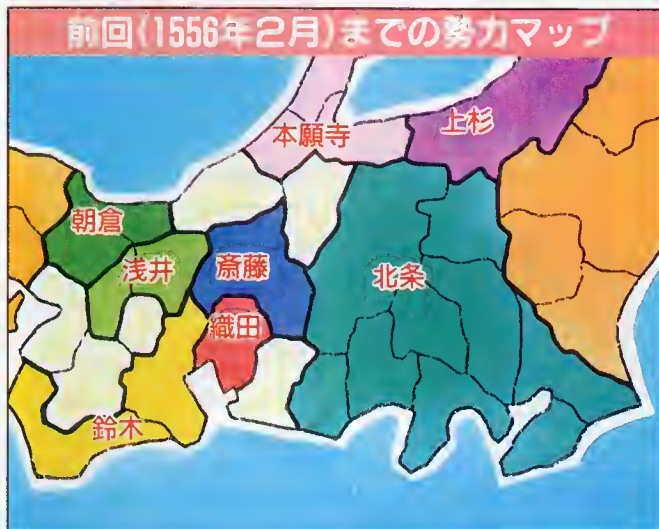 前回(1556年2月)までの勢力マップ
本願寺
上杉
朝倉
浅井
斎藤
北条
織田
鈴木